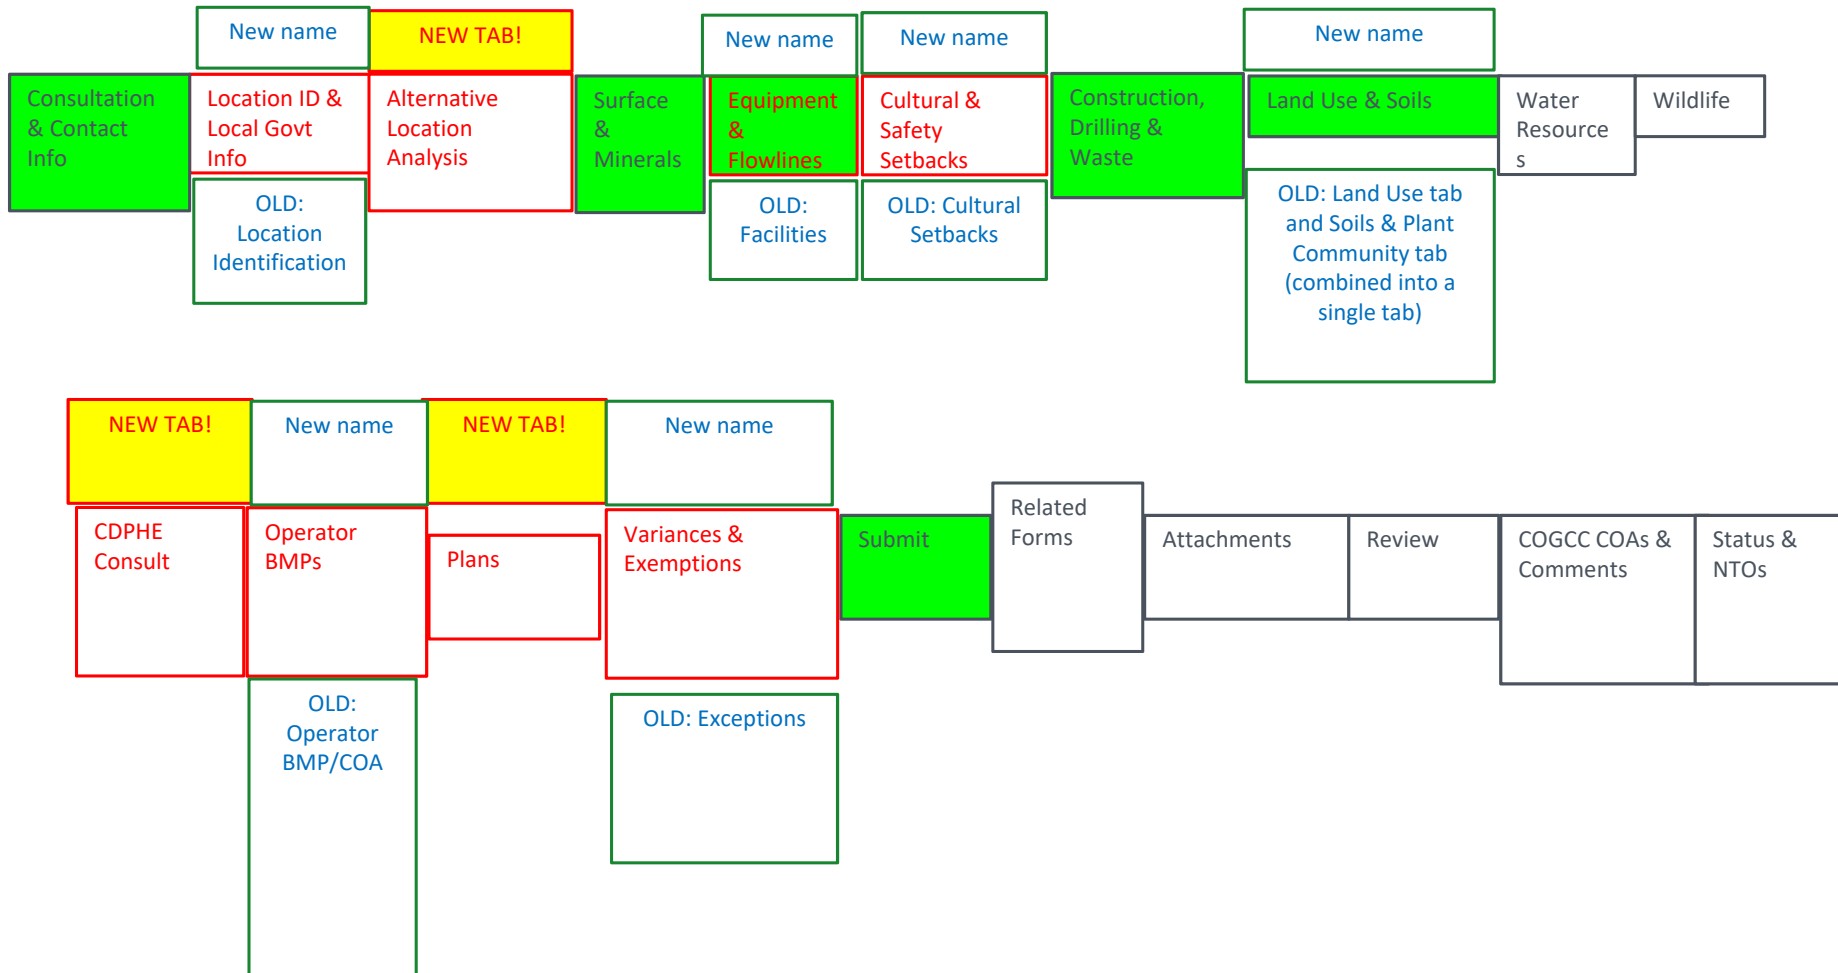 New name
NEW TAB!
New name
New name
New name
Consultation
& Contact
Info
Location ID &
Local Govt
Info
Alternative
Location
Analysis
Surface
&
Minerals
Equipment
&
Flowlines
Cultural &
Safety
Setbacks
Construction,
Drilling &
Waste
Land Use & Soils
Water
Resource
s
Wildlife
OLD:
Location
Identification
OLD:
Facilities
OLD: Cultural
Setbacks
OLD: Land Use tab
and Soils & Plant
Community tab
(combined into a
single tab)
NEW TAB!
New name
NEW TAB!
New name
CDPHE
Consult
Operator
BMPs
Plans
Variances &
Exemptions
Submit
Related
Forms
Attachments
Review
COGCC COAs &
Comments
Status &
NTOs
OLD:
Operator
BMP/COA
OLD: Exceptions